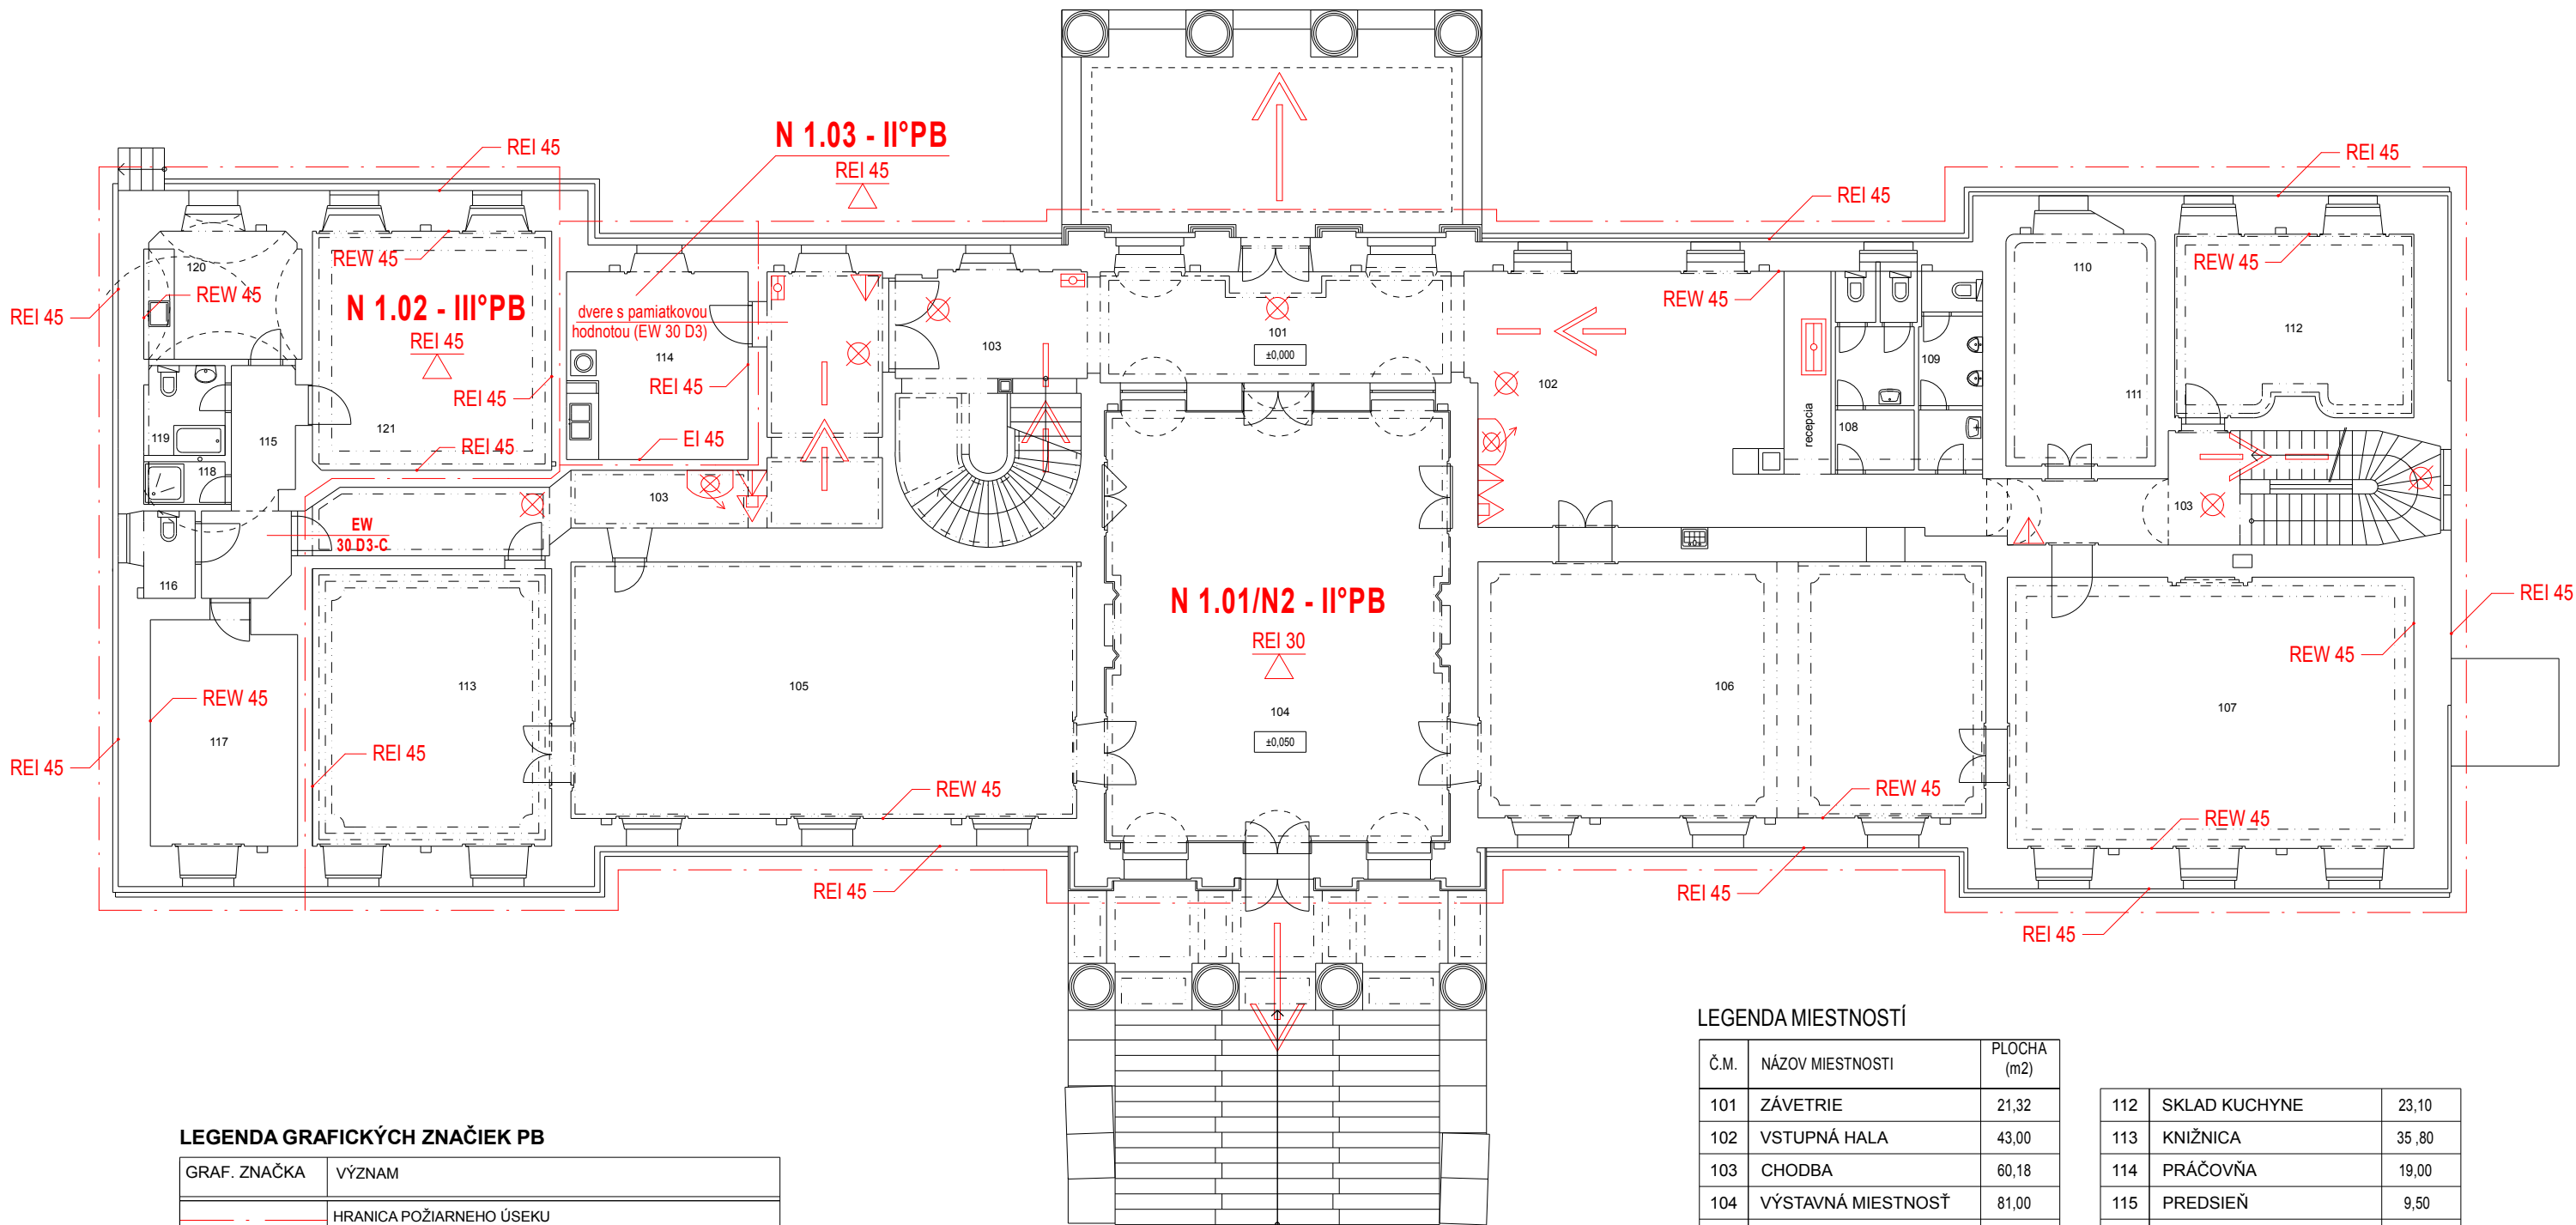 N 1.03 - II°PB
REI 45
REI 45
REI 45
REI 45
REW 45
120
REW 45
N 1.02 - III°PB
REI 45
REI 45
REI 45
121
REI 45
119
118
115
116
117
REW 45
REI 45
EW
30 D3-C
dvere s pamiatkovou
hodnotou (EW 30 D3)
114
REI 45
EI 45
103
103
113
REI 45
105
REW 45
REI 45
101
±0,000
N 1.01/N2 - II°PB
REI 30
104
±0,050
REW 45
102
recepcia
108
109
110
111
REW 45
112
103
106
REW 45
REI 45
107
REW 45
REW 45
REI 45
REI 45
LEGENDA GRAFICKÝCH ZNAČIEK PB
GRAF. ZNAČKA VÝZNAM
HRANICA POŽIARNEHO ÚSEKU
LEGENDA MIESTNOSTÍ
Č.M. NÁZOV MIESTNOSTI PLOCHA
(m2)
101 ZÁVETRIE 21,32
102 VSTUPNÁ HALA 43,00
103 CHODBA 60,18
104 VÝSTAVNÁ MIESTNOSŤ 81,00
112 SKLAD KUCHYNE 23,10
113 KNIŽNICA 35 ,80
114 PRÁČOVŇA 19,00
115 PREDSIEŇ 9,50